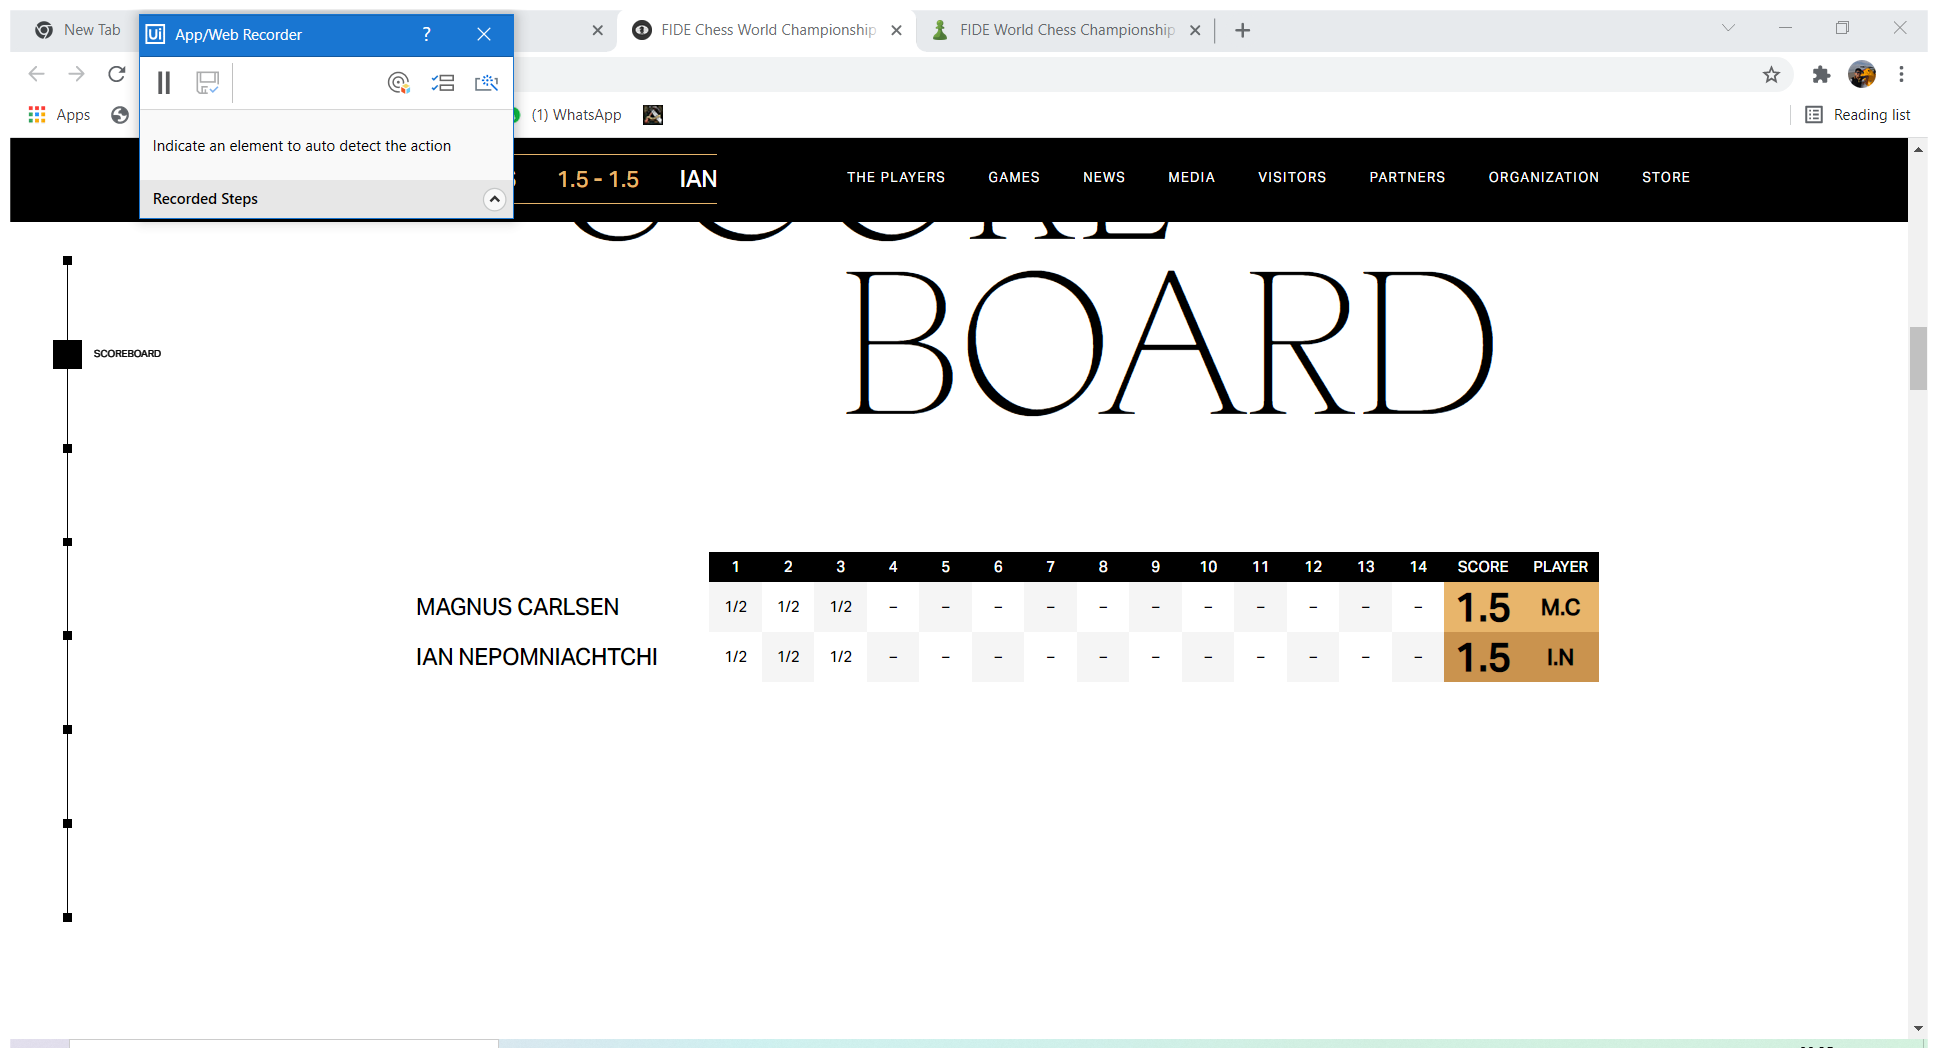 New Tab
FIDE Chess World Championship
FIDE World Chess Championship
Ui App/Web Recorder ?
Apps
(1) WhatsApp
Reading list
Indicate an element to auto detect the action
Recorded Steps
1.5 - 1.5 IAN
THE PLAYERS GAMES NEWS MEDIA VISITORS PARTNERS ORGANIZATION STORE
SCORE
BOARD
SCOREBOARD
1 2 3 4 5 6 7 8 9 10 11 12 13 14 SCORE PLAYER
MAGNUS CARLSEN 1/2 1/2 1/2 – – – – – – – – – – – 1.5 M.C
IAN NEPOMNIACHTCHI 1/2 1/2 1/2 – – – – – – – – – – – 1.5 I.N